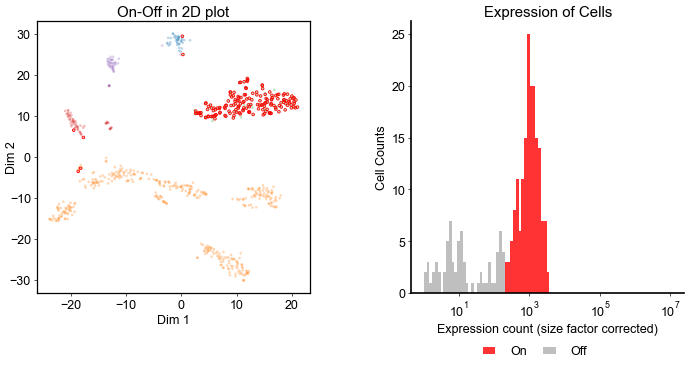 On-Off in 2D plot
30
20
10
0
−10
−20
−30
Dim 2
−20 −10 0 10 20
Dim 1
Expression of Cells
25
20
15
10
5
0
Cell Counts
10^1 10^3 10^5 10^7
Expression count (size factor corrected)
On Off